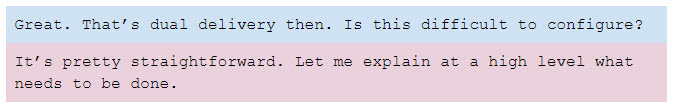 Great. That’s dual delivery then. Is this difficult to configure?
It’s pretty straightforward. Let me explain at a high level what
needs to be done.